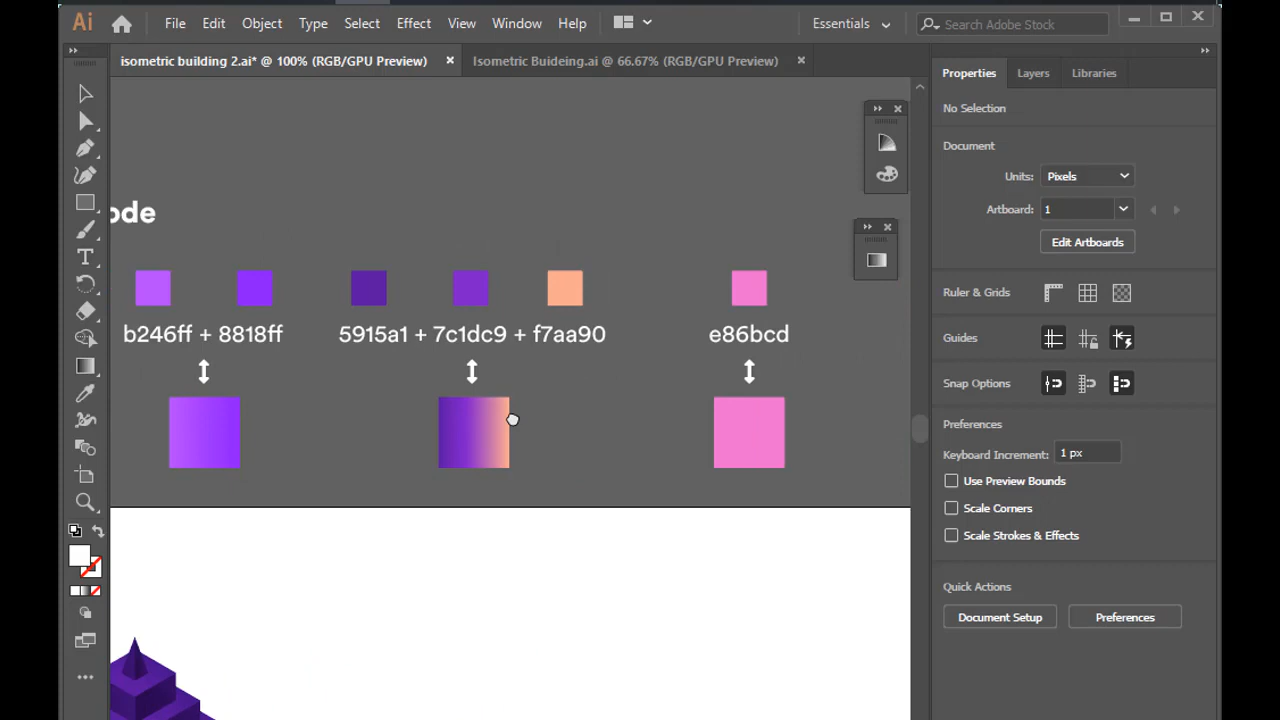 Ai File Edit Object Type Select Effect View Window Help Essentials Search Adobe Stock
isometric building 2.ai* @ 100% (RGB/GPU Preview) × Isometric Buideing.ai @ 66.67% (RGB/GPU Preview) ×
Properties Layers Libraries
No Selection
Document
Units: Pixels
Artboard: 1
Edit Artboards
Ruler & Grids
Guides
Snap Options
Preferences
Keyboard Increment: 1 px
Use Preview Bounds
Scale Corners
Scale Strokes & Effects
Quick Actions
Document Setup Preferences
ode
b246ff + 8818ff 5915a1 + 7c1dc9 + f7aa90 e86bcd